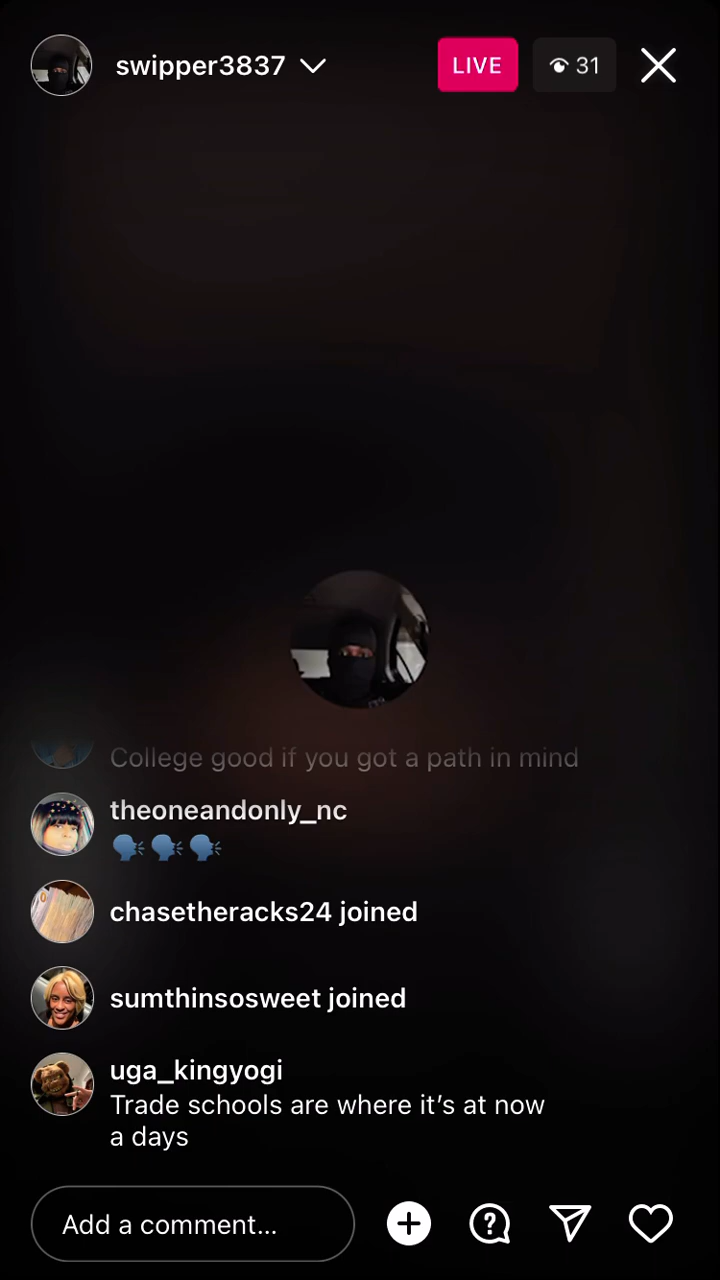 swipper3837
LIVE
31
College good if you got a path in mind
theoneandonly_nc
🗣️🗣️🗣️
chasetheracks24 joined
sumthinsosweet joined
uga_kingyogi
Trade schools are where it's at now
a days
Add a comment...